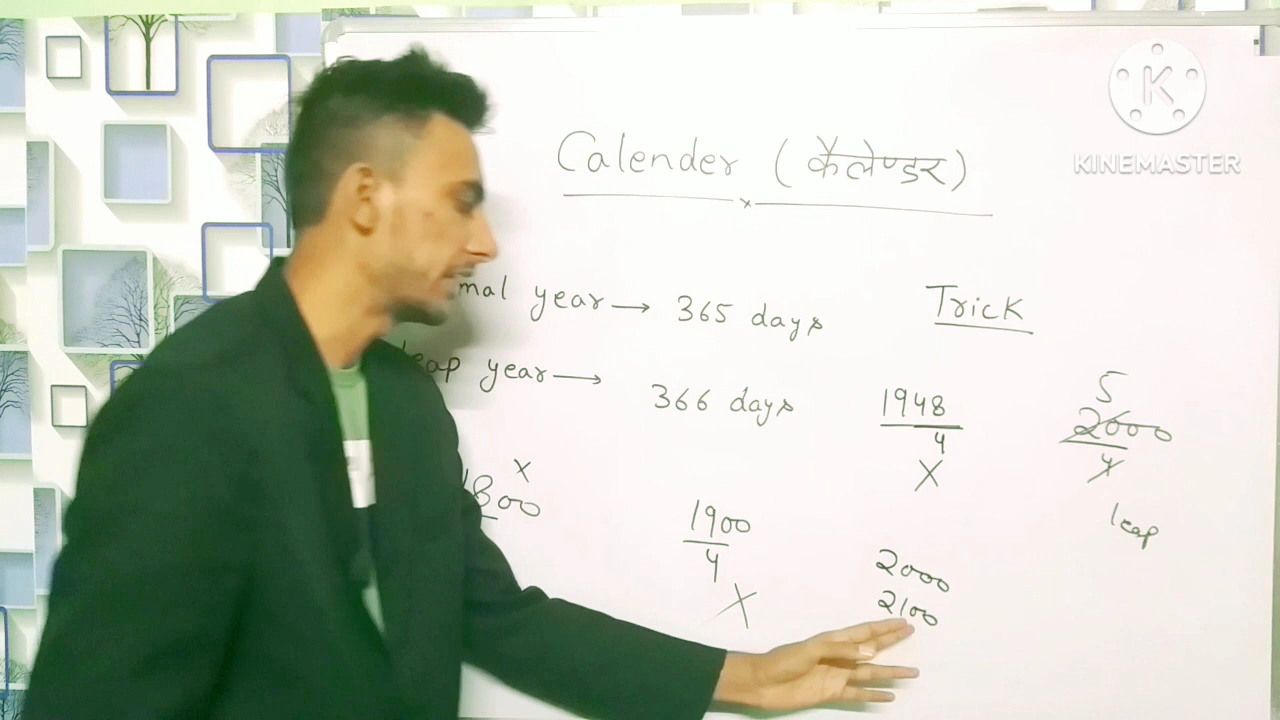 KINEMASTER
Calender (कैलेण्डर)
mal year → 365 days
leap year → 366 days
Trick
1948
4
X
5
2000
4
leap
1800 X
1900
4
X
2000
2100